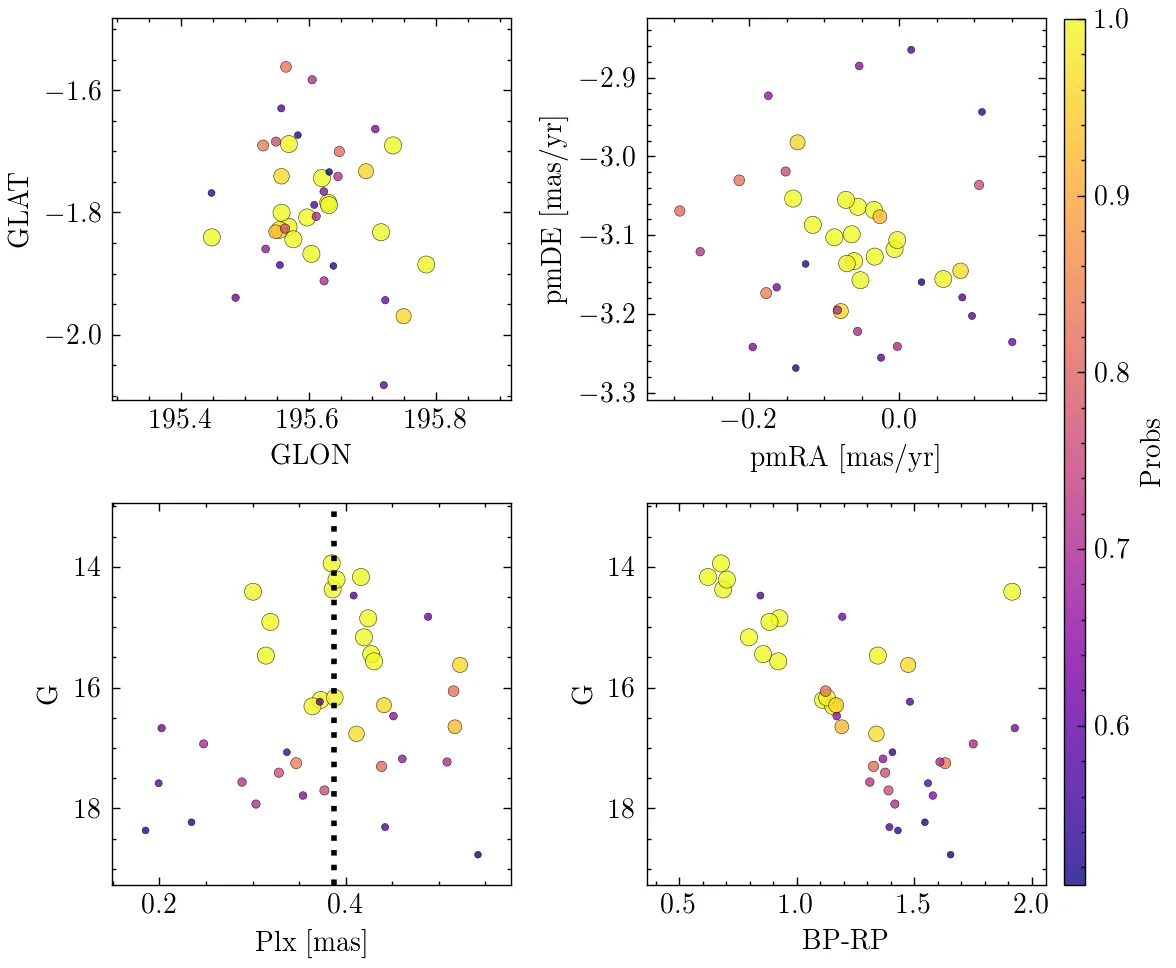 −1.6
−1.8
−2.0
GLAT
195.4 195.6 195.8
GLON
−2.9
−3.0
−3.1
−3.2
−3.3
pmDE [mas/yr]
−0.2 0.0
pmRA [mas/yr]
14
16
18
G
0.2 0.4
Plx [mas]
14
16
18
G
0.5 1.0 1.5 2.0
BP-RP
1.0
0.9
0.8
0.7
0.6
Probs